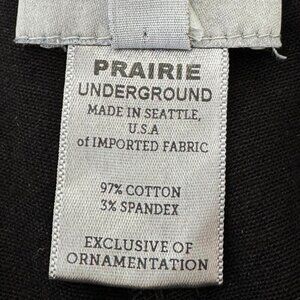 PRAIRIE
UNDERGROUND
MADE IN SEATTLE,
U.S.A
of IMPORTED FABRIC
97% COTTON
3% SPANDEX
EXCLUSIVE OF
ORNAMENTATION